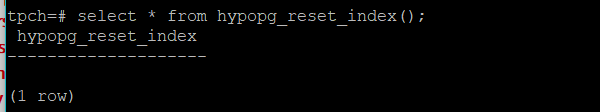 tpch=# select * from hypopg_reset_index();
 hypopg_reset_index
--------------------

(1 row)